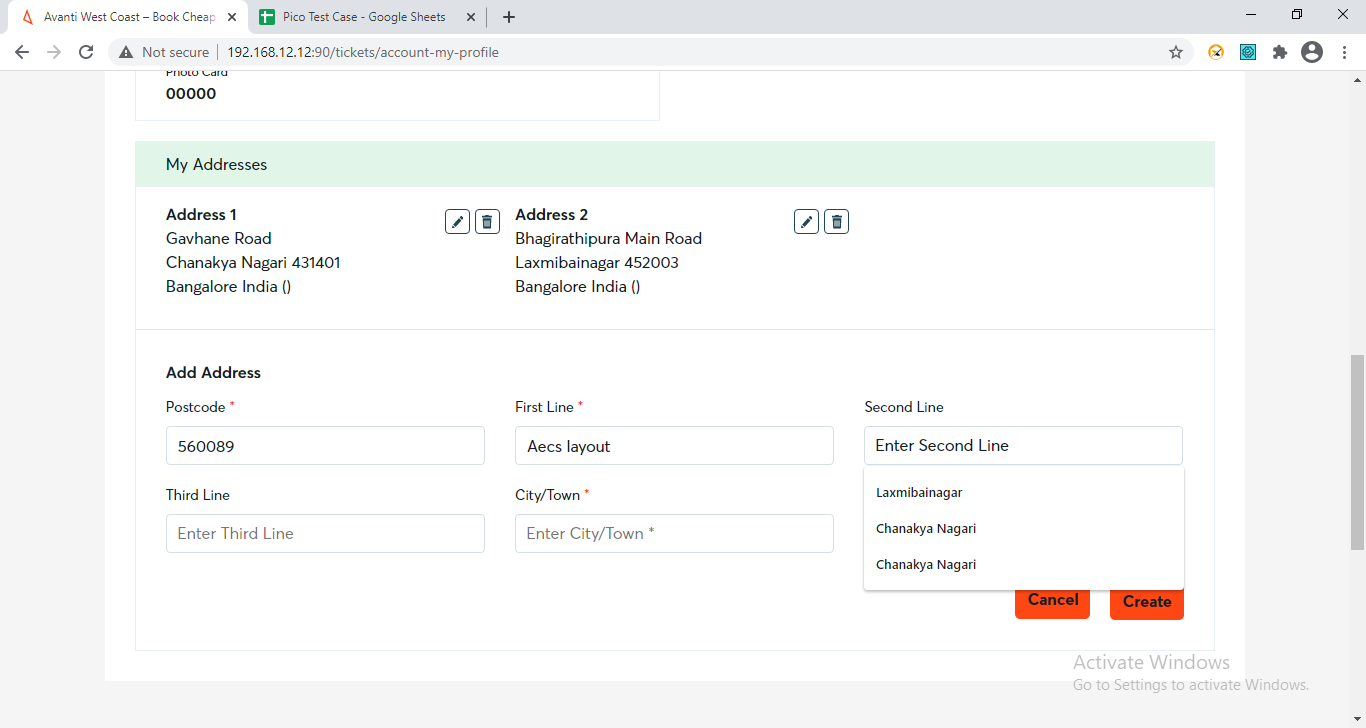 Avanti West Coast – Book Cheap
Pico Test Case - Google Sheets
Not secure
192.168.12.12:90/tickets/account-my-profile
Photo Card
00000
My Addresses
Address 1
Gavhane Road
Chanakya Nagari 431401
Bangalore India ()
Address 2
Bhagirathipura Main Road
Laxmibainagar 452003
Bangalore India ()
Add Address
Postcode *
First Line *
Second Line
560089
Aecs layout
Enter Second Line
Laxmibainagar
Chanakya Nagari
Chanakya Nagari
Third Line
City/Town *
Enter Third Line
Enter City/Town *
Cancel
Create
Activate Windows
Go to Settings to activate Windows.